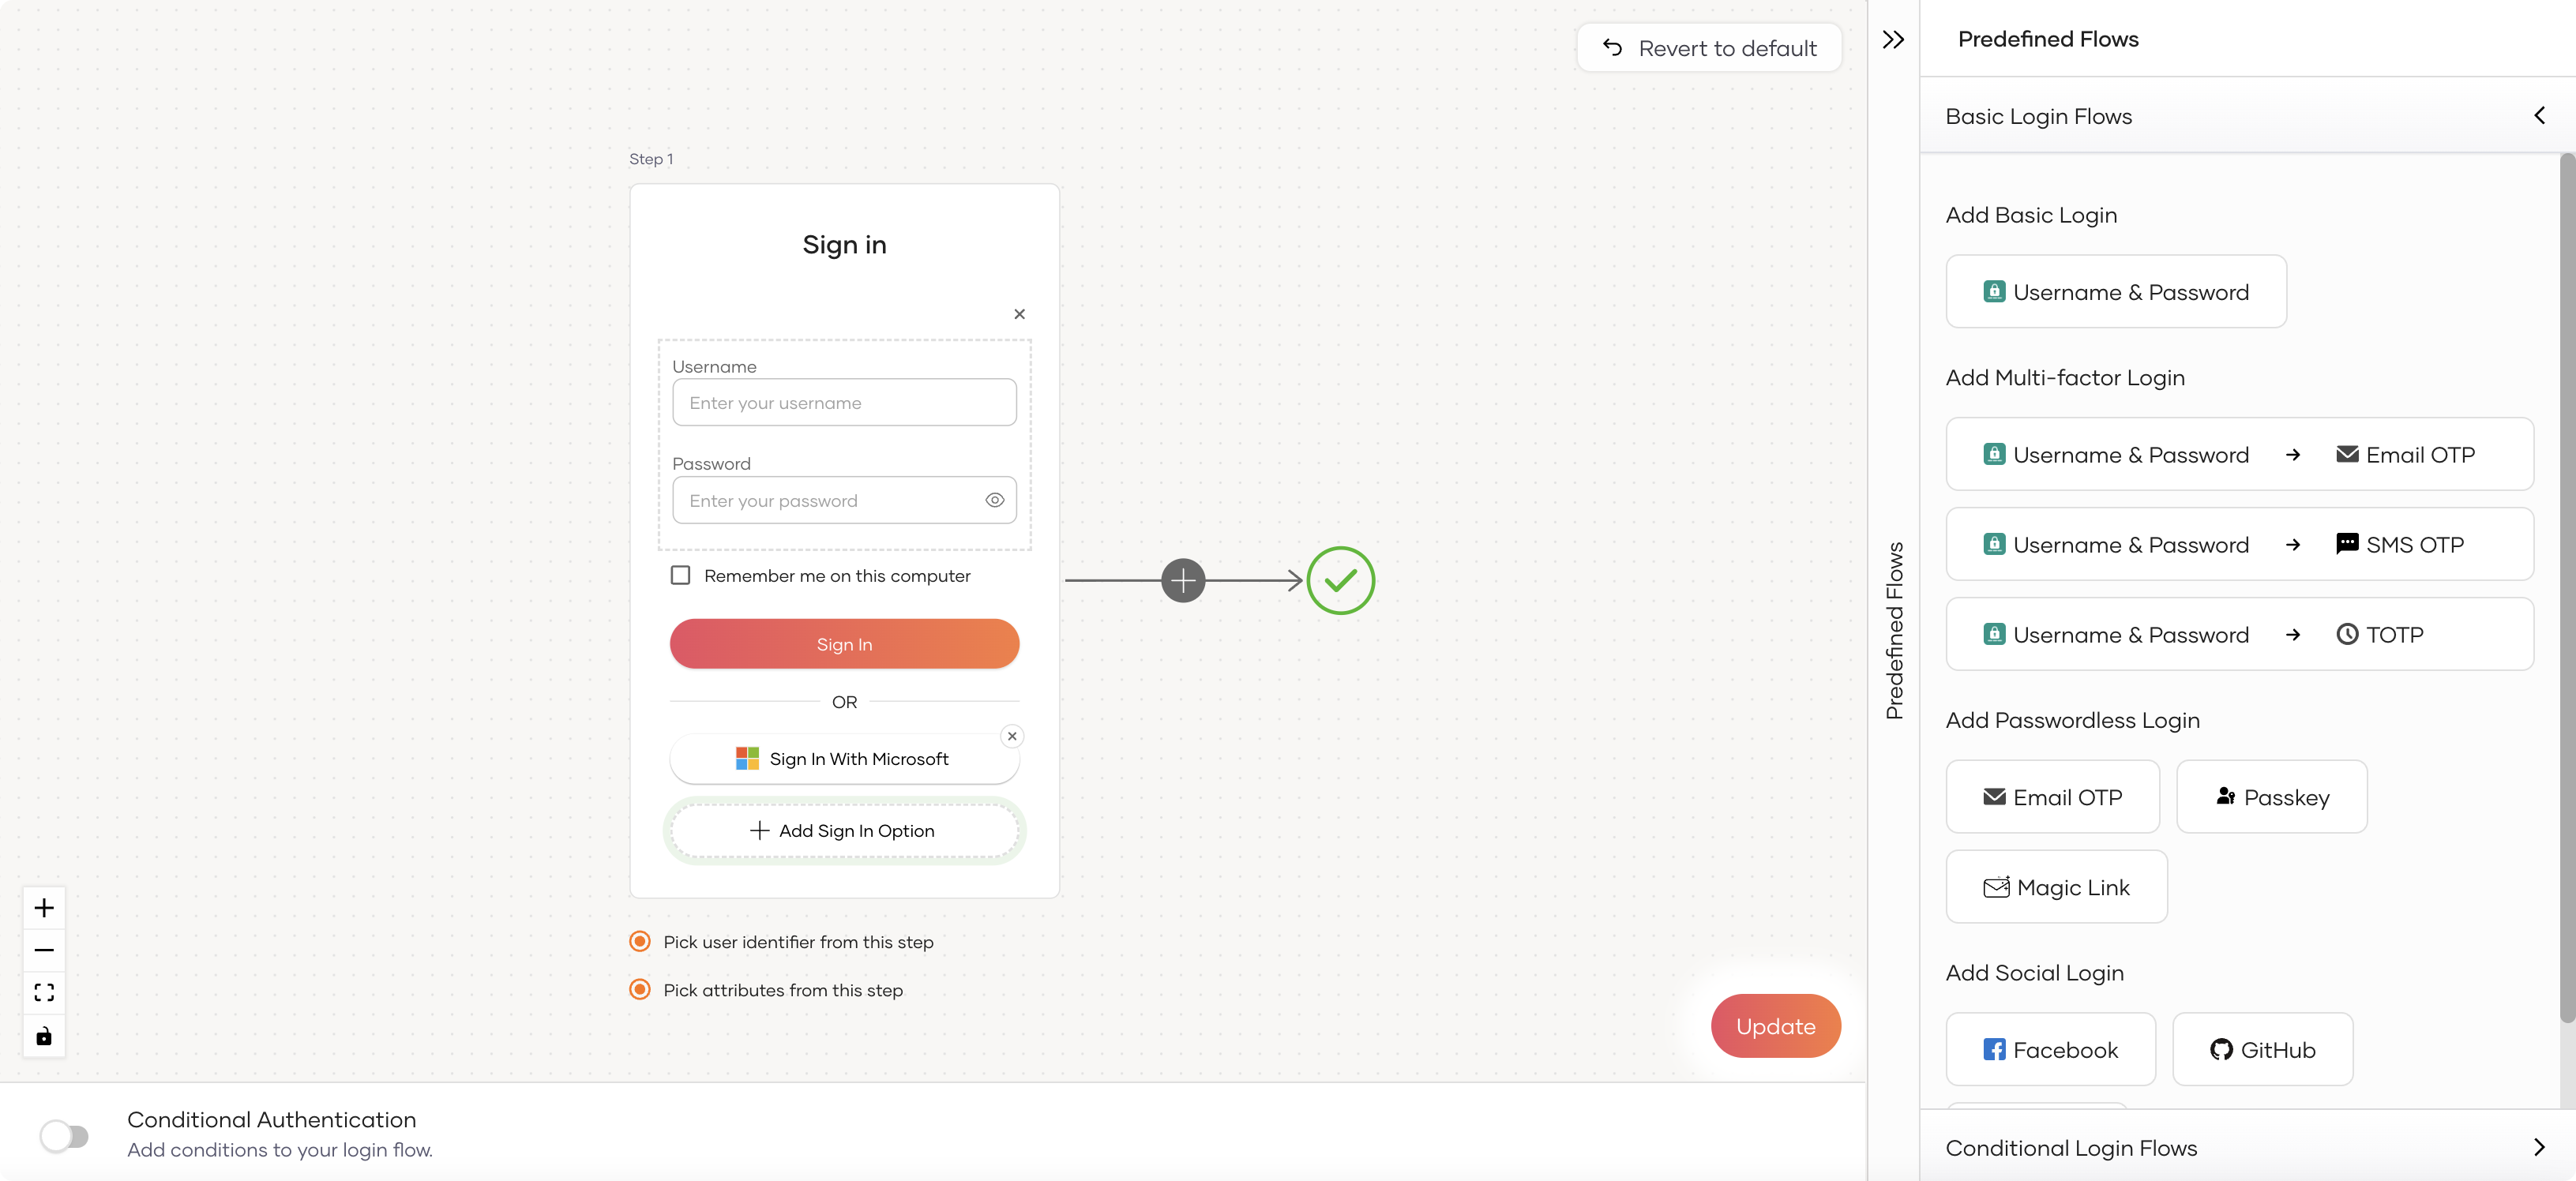 Revert to default
Step 1
Sign in
Username
Enter your username
Password
Enter your password
Remember me on this computer
Sign In
OR
Sign In With Microsoft
Add Sign In Option
Pick user identifier from this step
Pick attributes from this step
Update
Conditional Authentication
Add conditions to your login flow.
Predefined Flows
Predefined Flows
Basic Login Flows
Add Basic Login
Username & Password
Add Multi-factor Login
Username & Password → Email OTP
Username & Password → SMS OTP
Username & Password → TOTP
Add Passwordless Login
Email OTP
Passkey
Magic Link
Add Social Login
Facebook
GitHub
Conditional Login Flows